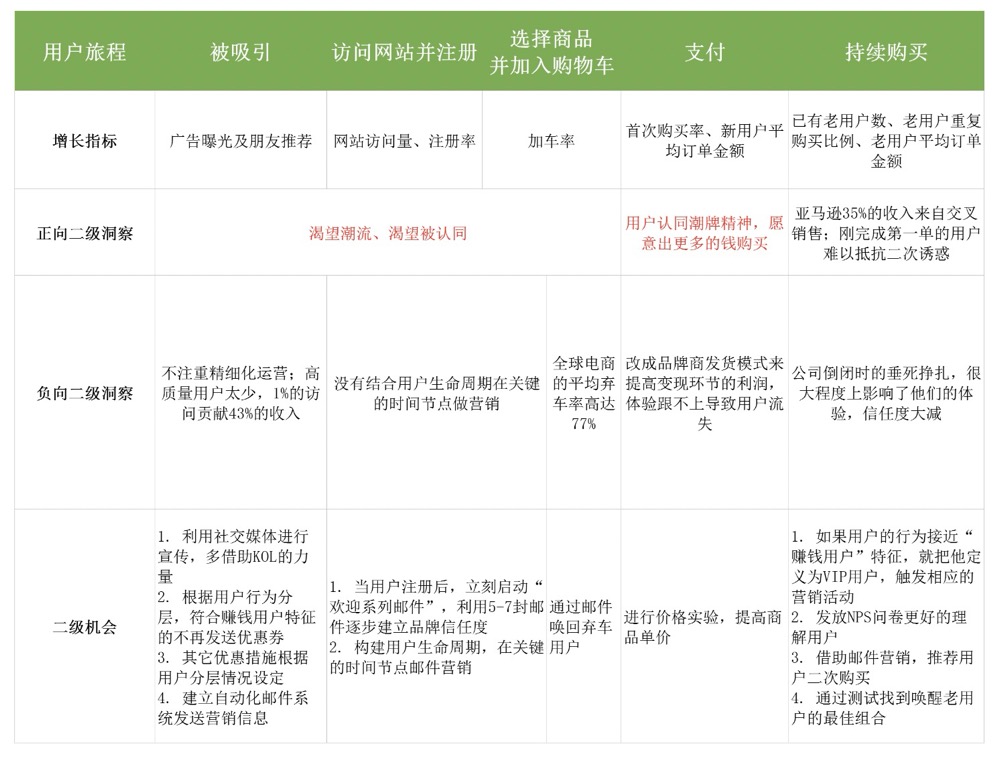 用户旅程
被吸引
访问网站并注册
选择商品
并加入购物车
支付
持续购买
增长指标
广告曝光及朋友推荐
网站访问量、注册率
加车率
首次购买率、新用户平
均订单金额
已有老用户数、老用户重复
购买比例、老用户平均订单
金额
正向二级洞察
渴望潮流、渴望被认同
用户认同潮牌精神，愿
意出更多的钱购买
亚马逊35%的收入来自交叉
销售；刚完成第一单的用户
难以抵抗二次诱惑
负向二级洞察
不注重精细化运营；高
质量用户太少，1%的访
问贡献43%的收入
没有结合用户生命周期在关键
的时间节点做营销
全球电商
的平均弃
车率高达
77%
改成品牌商发货模式来
提高变现环节的利润，
体验跟不上导致用户流
失
公司倒闭时的垂死挣扎，很
大程度上影响了他们的体
验，信任度大减
二级机会
1. 利用社交媒体进行
宣传，多借助KOL的力
量
2. 根据用户行为分
层，符合赚钱用户特征
的不再发送优惠券
3. 其它优惠措施根据
用户分层情况设定
4. 建立自动化邮件系
统发送营销信息
1. 当用户注册后，立刻启动“
欢迎系列邮件”，利用5-7封邮
件逐步建立品牌信任度
2. 构建用户生命周期，在关键
的时间节点邮件营销
通过邮件
唤回弃车
用户
进行价格实验，提高商
品单价
1. 如果用户的行为接近“
赚钱用户”特征，就把他定
义为VIP用户，触发相应的
营销活动
2. 发放NPS问卷更好的理
解用户
3. 借助邮件营销，推荐用
户二次购买
4. 通过测试找到唤醒老用
户的最佳组合